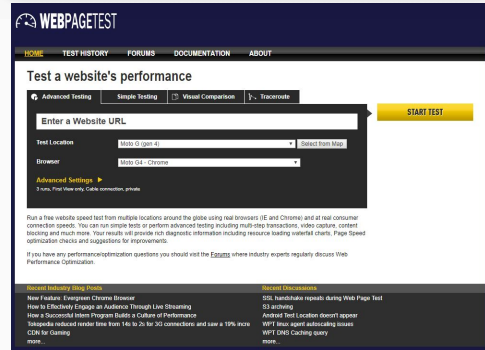 WEBPAGETEST
HOME TEST HISTORY FORUMS DOCUMENTATION ABOUT
Test a website's performance
Advanced Testing Simple Testing Visual Comparison Traceroute
Enter a Website URL
START TEST
Test Location Moto G (gen 4) Select from Map
Browser Moto G4 - Chrome
Advanced Settings
3 runs, First View only, Cable connection, private
Run a free website speed test from multiple locations around the globe using real browsers (IE and Chrome) and at real consumer
connection speeds. You can run simple tests or perform advanced testing including multi-step transactions, video capture, content
blocking and much more. Your results will provide rich diagnostic information including resource loading waterfall charts, Page Speed
optimization checks and suggestions for improvements.
If you have any performance/optimization questions you should visit the Forums where industry experts regularly discuss Web
Performance Optimization.
Recent Industry Blog Posts
New Feature: Evergreen Chrome Browser
How to Effectively Engage an Audience Through Live Streaming
How a Successful Intern Program Builds a Culture of Performance
Tokopedia reduced render time from 14s to 2s for 3G connections and saw a 19% incre
CDN for Gaming
more...
Recent Discussions
SSL handshake repeats during Web Page Test
S3 archiving
Android Test Location doesn't appear
WPT linux agent autoscaling issues
WPT DNS Caching query
more...